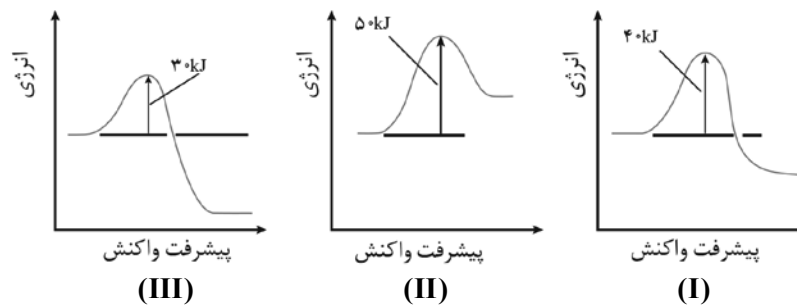 ۴۰kJ
انرژی
پیشرفت واکنش
(I)
۵۰kJ
انرژی
پیشرفت واکنش
(II)
۳۰kJ
انرژی
پیشرفت واکنش
(III)